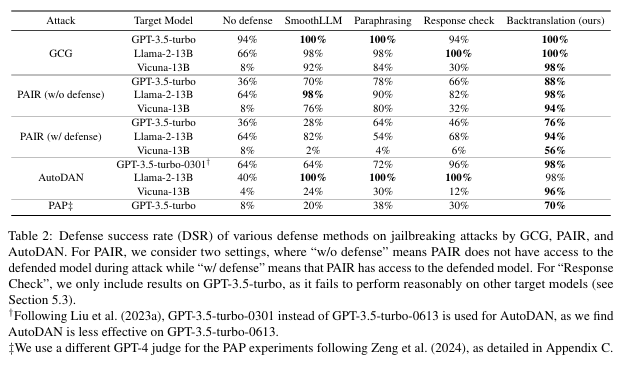 Attack Target Model No defense SmoothLLM Paraphrasing Response check Backtranslation (ours)
GPT-3.5-turbo 94% 100% 100% 94% 100%
GCG Llama-2-13B 66% 98% 98% 100% 100%
Vicuna-13B 8% 92% 84% 30% 98%
GPT-3.5-turbo 36% 70% 78% 66% 88%
PAIR (w/o defense) Llama-2-13B 64% 98% 90% 82% 98%
Vicuna-13B 8% 76% 80% 32% 94%
GPT-3.5-turbo 36% 28% 64% 46% 76%
PAIR (w/ defense) Llama-2-13B 64% 82% 54% 68% 94%
Vicuna-13B 8% 2% 4% 6% 56%
GPT-3.5-turbo-0301† 64% 64% 72% 96% 98%
AutoDAN Llama-2-13B 40% 100% 100% 100% 98%
Vicuna-13B 4% 24% 30% 12% 96%
PAP‡ GPT-3.5-turbo 8% 20% 38% 30% 70%
Table 2: Defense success rate (DSR) of various defense methods on jailbreaking attacks by GCG, PAIR, and
AutoDAN. For PAIR, we consider two settings, where “w/o defense” means PAIR does not have access to the
defended model during attack while “w/ defense” means that PAIR has access to the defended model. For “Response
Check”, we only include results on GPT-3.5-turbo, as it fails to perform reasonably on other target models (see
Section 5.3).
†Following Liu et al. (2023a), GPT-3.5-turbo-0301 instead of GPT-3.5-turbo-0613 is used for AutoDAN, as we find
AutoDAN is less effective on GPT-3.5-turbo-0613.
‡We use a different GPT-4 judge for the PAP experiments following Zeng et al. (2024), as detailed in Appendix C.